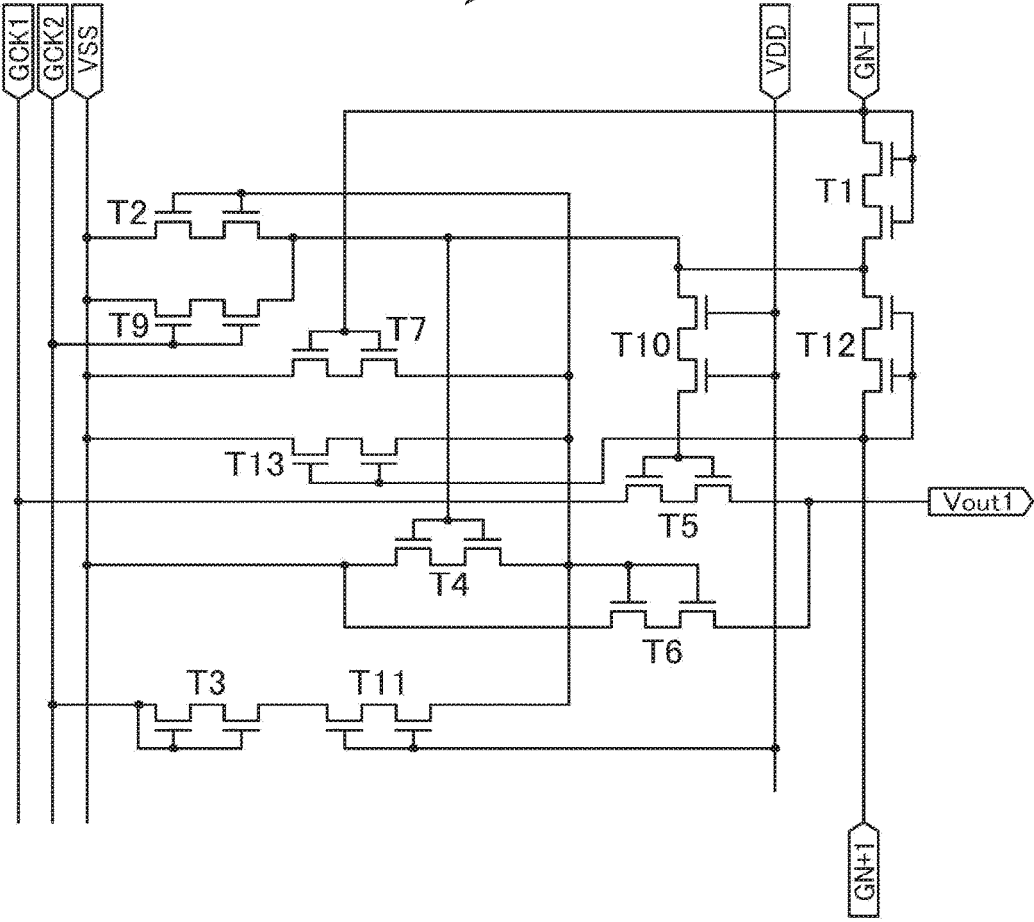 GCK1
GCK2
VSS
VDD
GN-1
T1
T2
T9
T7
T10
T12
T13
T5
Vout1
T4
T6
T3
T11
GN+1